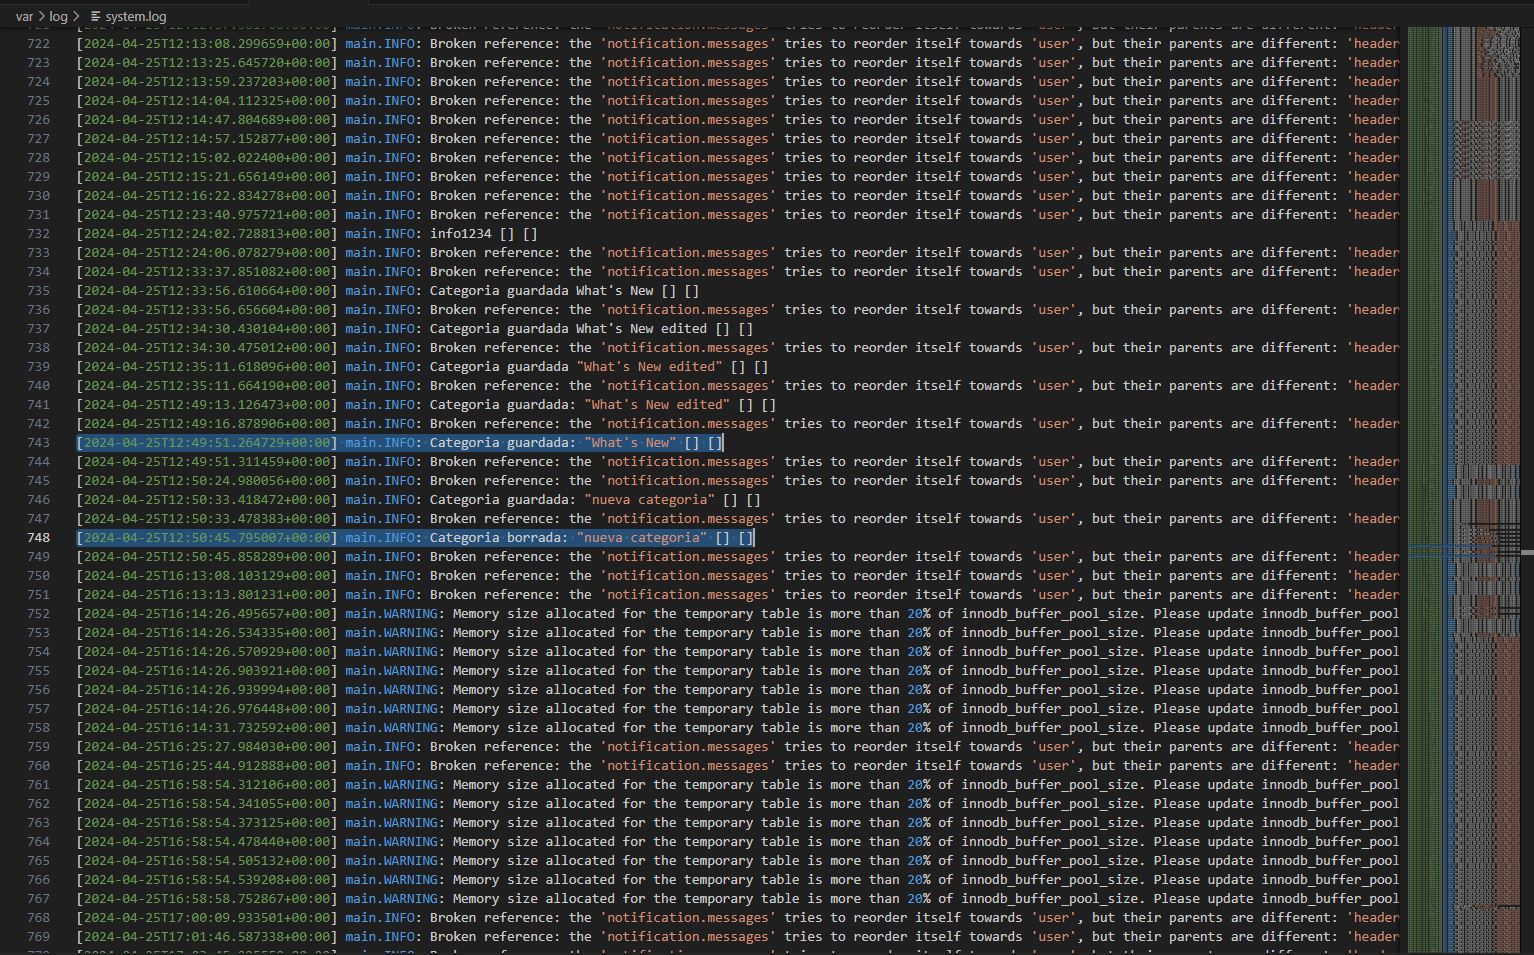 var > log > system.log
722 [2024-04-25T12:13:08.299659+00:00] main.INFO: Broken reference: the 'notification.messages' tries to reorder itself towards 'user', but their parents are different: 'header
723 [2024-04-25T12:13:25.645720+00:00] main.INFO: Broken reference: the 'notification.messages' tries to reorder itself towards 'user', but their parents are different: 'header
724 [2024-04-25T12:13:59.237203+00:00] main.INFO: Broken reference: the 'notification.messages' tries to reorder itself towards 'user', but their parents are different: 'header
725 [2024-04-25T12:14:04.112325+00:00] main.INFO: Broken reference: the 'notification.messages' tries to reorder itself towards 'user', but their parents are different: 'header
726 [2024-04-25T12:14:47.804689+00:00] main.INFO: Broken reference: the 'notification.messages' tries to reorder itself towards 'user', but their parents are different: 'header
727 [2024-04-25T12:14:57.152877+00:00] main.INFO: Broken reference: the 'notification.messages' tries to reorder itself towards 'user', but their parents are different: 'header
728 [2024-04-25T12:15:02.022400+00:00] main.INFO: Broken reference: the 'notification.messages' tries to reorder itself towards 'user', but their parents are different: 'header
729 [2024-04-25T12:15:21.656149+00:00] main.INFO: Broken reference: the 'notification.messages' tries to reorder itself towards 'user', but their parents are different: 'header
730 [2024-04-25T12:16:22.834278+00:00] main.INFO: Broken reference: the 'notification.messages' tries to reorder itself towards 'user', but their parents are different: 'header
731 [2024-04-25T12:23:40.975721+00:00] main.INFO: Broken reference: the 'notification.messages' tries to reorder itself towards 'user', but their parents are different: 'header
732 [2024-04-25T12:24:02.728813+00:00] main.INFO: info1234 [] []
733 [2024-04-25T12:24:06.078279+00:00] main.INFO: Broken reference: the 'notification.messages' tries to reorder itself towards 'user', but their parents are different: 'header
734 [2024-04-25T12:33:37.851082+00:00] main.INFO: Broken reference: the 'notification.messages' tries to reorder itself towards 'user', but their parents are different: 'header
735 [2024-04-25T12:33:56.610664+00:00] main.INFO: Categoria guardada What's New [] []
736 [2024-04-25T12:33:56.656604+00:00] main.INFO: Broken reference: the 'notification.messages' tries to reorder itself towards 'user', but their parents are different: 'header
737 [2024-04-25T12:34:30.430104+00:00] main.INFO: Categoria guardada What's New edited [] []
738 [2024-04-25T12:34:30.475012+00:00] main.INFO: Broken reference: the 'notification.messages' tries to reorder itself towards 'user', but their parents are different: 'header
739 [2024-04-25T12:35:11.618096+00:00] main.INFO: Categoria guardada "What's New edited" [] []
740 [2024-04-25T12:35:11.664190+00:00] main.INFO: Broken reference: the 'notification.messages' tries to reorder itself towards 'user', but their parents are different: 'header
741 [2024-04-25T12:49:13.126473+00:00] main.INFO: Categoria guardada: "What's New edited" [] []
742 [2024-04-25T12:49:16.878906+00:00] main.INFO: Broken reference: the 'notification.messages' tries to reorder itself towards 'user', but their parents are different: 'header
743 [2024-04-25T12:49:51.264729+00:00] main.INFO: Categoria guardada: "What's New" [] []
744 [2024-04-25T12:49:51.311459+00:00] main.INFO: Broken reference: the 'notification.messages' tries to reorder itself towards 'user', but their parents are different: 'header
745 [2024-04-25T12:50:24.980056+00:00] main.INFO: Broken reference: the 'notification.messages' tries to reorder itself towards 'user', but their parents are different: 'header
746 [2024-04-25T12:50:33.418472+00:00] main.INFO: Categoria guardada: "nueva categoria" [] []
747 [2024-04-25T12:50:33.478383+00:00] main.INFO: Broken reference: the 'notification.messages' tries to reorder itself towards 'user', but their parents are different: 'header
748 [2024-04-25T12:50:45.795007+00:00] main.INFO: Categoria borrada: "nueva categoria" [] []
749 [2024-04-25T12:50:45.858289+00:00] main.INFO: Broken reference: the 'notification.messages' tries to reorder itself towards 'user', but their parents are different: 'header
750 [2024-04-25T16:13:08.103129+00:00] main.INFO: Broken reference: the 'notification.messages' tries to reorder itself towards 'user', but their parents are different: 'header
751 [2024-04-25T16:13:13.801231+00:00] main.INFO: Broken reference: the 'notification.messages' tries to reorder itself towards 'user', but their parents are different: 'header
752 [2024-04-25T16:14:26.495657+00:00] main.WARNING: Memory size allocated for the temporary table is more than 20% of innodb_buffer_pool_size. Please update innodb_buffer_pool
753 [2024-04-25T16:14:26.534335+00:00] main.WARNING: Memory size allocated for the temporary table is more than 20% of innodb_buffer_pool_size. Please update innodb_buffer_pool
754 [2024-04-25T16:14:26.570929+00:00] main.WARNING: Memory size allocated for the temporary table is more than 20% of innodb_buffer_pool_size. Please update innodb_buffer_pool
755 [2024-04-25T16:14:26.903921+00:00] main.WARNING: Memory size allocated for the temporary table is more than 20% of innodb_buffer_pool_size. Please update innodb_buffer_pool
756 [2024-04-25T16:14:26.939994+00:00] main.WARNING: Memory size allocated for the temporary table is more than 20% of innodb_buffer_pool_size. Please update innodb_buffer_pool
757 [2024-04-25T16:14:26.976448+00:00] main.WARNING: Memory size allocated for the temporary table is more than 20% of innodb_buffer_pool_size. Please update innodb_buffer_pool
758 [2024-04-25T16:14:31.732592+00:00] main.WARNING: Memory size allocated for the temporary table is more than 20% of innodb_buffer_pool_size. Please update innodb_buffer_pool
759 [2024-04-25T16:25:27.984030+00:00] main.INFO: Broken reference: the 'notification.messages' tries to reorder itself towards 'user', but their parents are different: 'header
760 [2024-04-25T16:25:44.912888+00:00] main.INFO: Broken reference: the 'notification.messages' tries to reorder itself towards 'user', but their parents are different: 'header
761 [2024-04-25T16:58:54.312106+00:00] main.WARNING: Memory size allocated for the temporary table is more than 20% of innodb_buffer_pool_size. Please update innodb_buffer_pool
762 [2024-04-25T16:58:54.341055+00:00] main.WARNING: Memory size allocated for the temporary table is more than 20% of innodb_buffer_pool_size. Please update innodb_buffer_pool
763 [2024-04-25T16:58:54.373125+00:00] main.WARNING: Memory size allocated for the temporary table is more than 20% of innodb_buffer_pool_size. Please update innodb_buffer_pool
764 [2024-04-25T16:58:54.478440+00:00] main.WARNING: Memory size allocated for the temporary table is more than 20% of innodb_buffer_pool_size. Please update innodb_buffer_pool
765 [2024-04-25T16:58:54.505132+00:00] main.WARNING: Memory size allocated for the temporary table is more than 20% of innodb_buffer_pool_size. Please update innodb_buffer_pool
766 [2024-04-25T16:58:54.539208+00:00] main.WARNING: Memory size allocated for the temporary table is more than 20% of innodb_buffer_pool_size. Please update innodb_buffer_pool
767 [2024-04-25T16:58:58.752867+00:00] main.WARNING: Memory size allocated for the temporary table is more than 20% of innodb_buffer_pool_size. Please update innodb_buffer_pool
768 [2024-04-25T17:00:09.933501+00:00] main.INFO: Broken reference: the 'notification.messages' tries to reorder itself towards 'user', but their parents are different: 'header
769 [2024-04-25T17:01:46.587338+00:00] main.INFO: Broken reference: the 'notification.messages' tries to reorder itself towards 'user', but their parents are different: 'header